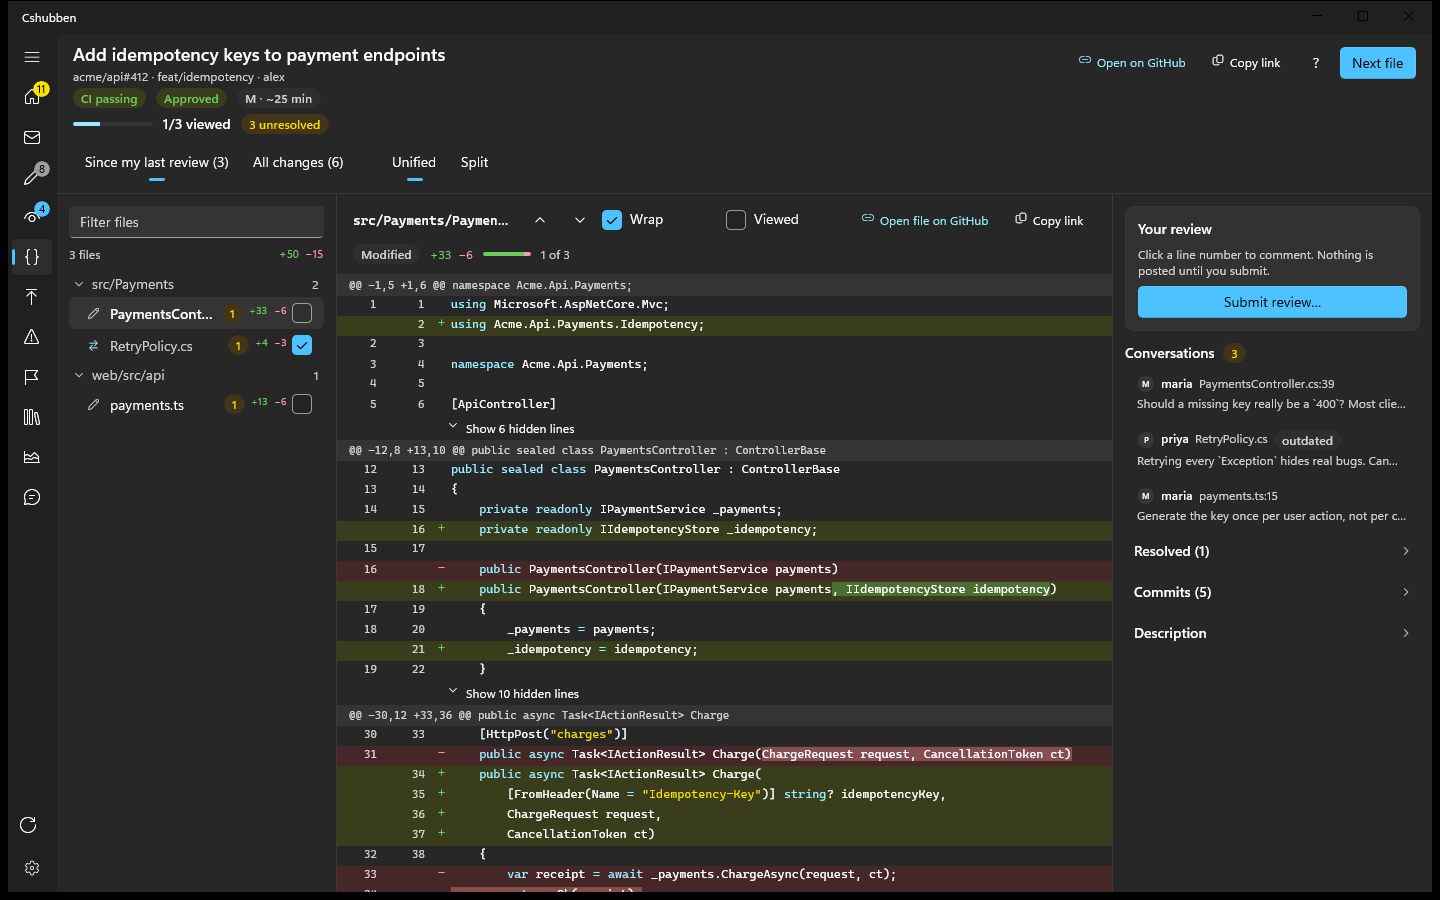 Cshubben
Add idempotency keys to payment endpoints
acme/api#412 · feat/idempotency · alex
CI passing Approved M · ~25 min
1/3 viewed 3 unresolved
Open on GitHub Copy link ? Next file
11
8
4
Since my last review (3) All changes (6) Unified Split
Filter files
3 files +50 −15
src/Payments 2
PaymentsCont... 1 +33 −6
RetryPolicy.cs 1 +4 −3
web/src/api 1
payments.ts 1 +13 −6
src/Payments/Paymen... Wrap Viewed Open file on GitHub Copy link
Modified +33 −6 1 of 3
@@ −1,5 +1,6 @@ namespace Acme.Api.Payments;
1 1 using Microsoft.AspNetCore.Mvc;
2 + using Acme.Api.Payments.Idempotency;
2 3
3 4 namespace Acme.Api.Payments;
4 5
5 6 [ApiController]
Show 6 hidden lines
@@ −12,8 +13,10 @@ public sealed class PaymentsController : ControllerBase
12 13 public sealed class PaymentsController : ControllerBase
13 14 {
14 15 private readonly IPaymentService _payments;
16 + private readonly IIdempotencyStore _idempotency;
15 17
16 − public PaymentsController(IPaymentService payments)
18 + public PaymentsController(IPaymentService payments, IIdempotencyStore idempotency)
17 19 {
18 20 _payments = payments;
21 + _idempotency = idempotency;
19 22 }
Show 10 hidden lines
@@ −30,12 +33,36 @@ public async Task<IActionResult> Charge
30 33 [HttpPost("charges")]
31 − public async Task<IActionResult> Charge(ChargeRequest request, CancellationToken ct)
34 + public async Task<IActionResult> Charge(
35 + [FromHeader(Name = "Idempotency-Key")] string? idempotencyKey,
36 + ChargeRequest request,
37 + CancellationToken ct)
32 38 {
33 − var receipt = await _payments.ChargeAsync(request, ct);
Your review
Click a line number to comment. Nothing is
posted until you submit.
Submit review...
Conversations 3
M maria PaymentsController.cs:39
Should a missing key really be a `400`? Most clie...
P priya RetryPolicy.cs outdated
Retrying every `Exception` hides real bugs. Can...
M maria payments.ts:15
Generate the key once per user action, not per c...
Resolved (1)
Commits (5)
Description